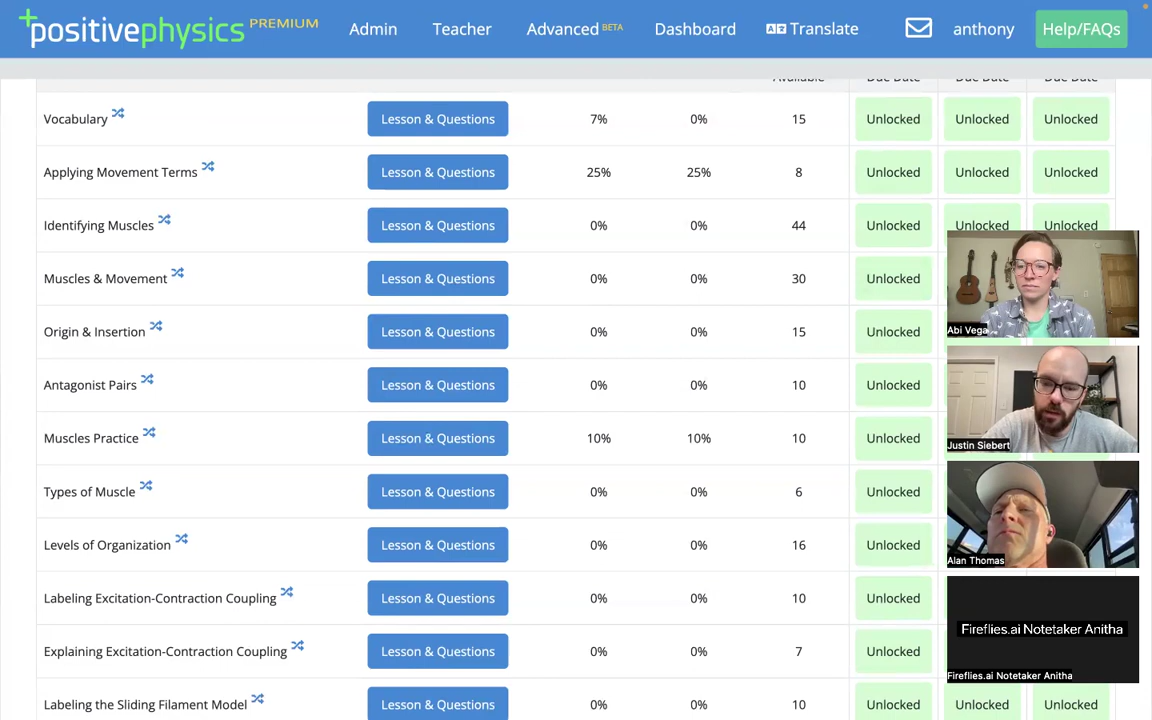 +positivephysics PREMIUM Admin Teacher Advanced BETA Dashboard Translate anthony Help/FAQs
Available Due Date Due Date Due Date
Vocabulary Lesson & Questions 7% 0% 15 Unlocked Unlocked Unlocked
Applying Movement Terms Lesson & Questions 25% 25% 8 Unlocked Unlocked Unlocked
Identifying Muscles Lesson & Questions 0% 0% 44 Unlocked Unlocked Unlocked
Muscles & Movement Lesson & Questions 0% 0% 30 Unlocked
Abi Vega
Origin & Insertion Lesson & Questions 0% 0% 15 Unlocked
Antagonist Pairs Lesson & Questions 0% 0% 10 Unlocked
Muscles Practice Lesson & Questions 10% 10% 10 Unlocked
Justin Siebert
Types of Muscle Lesson & Questions 0% 0% 6 Unlocked
Levels of Organization Lesson & Questions 0% 0% 16 Unlocked
Alan Thomas
Labeling Excitation-Contraction Coupling Lesson & Questions 0% 0% 10 Unlocked
Fireflies.ai Notetaker Anitha
Explaining Excitation-Contraction Coupling Lesson & Questions 0% 0% 7 Unlocked
Fireflies.ai Notetaker Anitha
Labeling the Sliding Filament Model Lesson & Questions 0% 0% 10 Unlocked Unlocked Unlocked